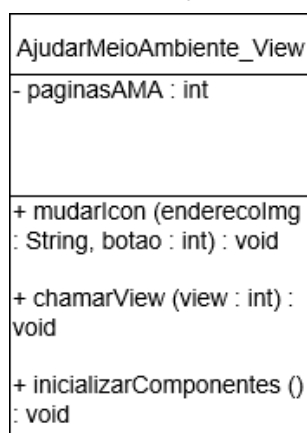 AjudarMeioAmbiente_View
- paginasAMA : int
+ mudarIcon (enderecoImg
: String, botao : int) : void
+ chamarView (view : int) :
void
+ inicializarComponentes ()
: void